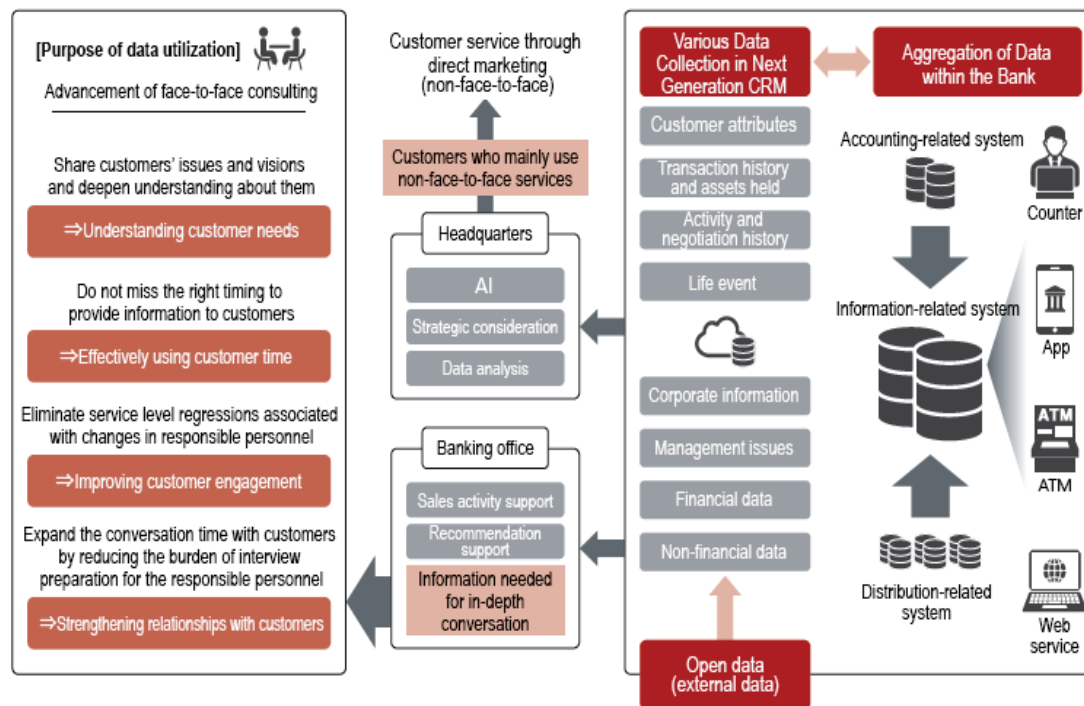 [Purpose of data utilization]
Advancement of face-to-face consulting
Share customers' issues and visions
and deepen understanding about them
⇒Understanding customer needs
Do not miss the right timing to
provide information to customers
⇒Effectively using customer time
Eliminate service level regressions associated
with changes in responsible personnel
⇒Improving customer engagement
Expand the conversation time with customers
by reducing the burden of interview
preparation for the responsible personnel
⇒Strengthening relationships with customers
Customer service through
direct marketing
(non-face-to-face)
Customers who mainly use
non-face-to-face services
Headquarters
AI
Strategic consideration
Data analysis
Banking office
Sales activity support
Recommendation
support
Information needed
for in-depth
conversation
Various Data
Collection in Next
Generation CRM
Customer attributes
Transaction history
and assets held
Activity and
negotiation history
Life event
Corporate information
Management issues
Financial data
Non-financial data
Open data
(external data)
Aggregation of Data
within the Bank
Accounting-related system
Information-related system
Distribution-related
system
Counter
App
ATM
ATM
Web
service